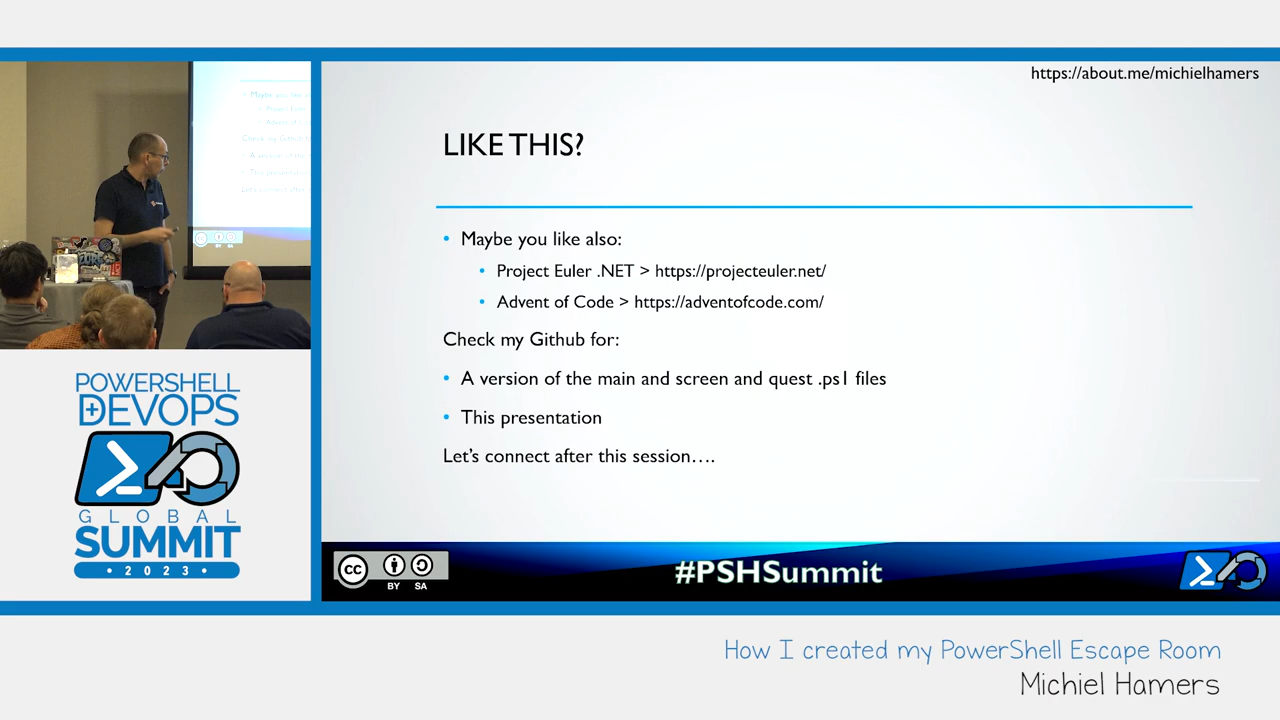 https://about.me/michielhamers
LIKE THIS?
• Maybe you like also:
• Project Euler .NET > https://projecteuler.net/
• Advent of Code > https://adventofcode.com/
Check my Github for:
• A version of the main and screen and quest .ps1 files
• This presentation
Let's connect after this session….
POWERSHELL
+DEVOPS
GLOBAL
SUMMIT
• 2023 •
cc
BY SA
#PSHSummit
How I created my PowerShell Escape Room
Michiel Hamers